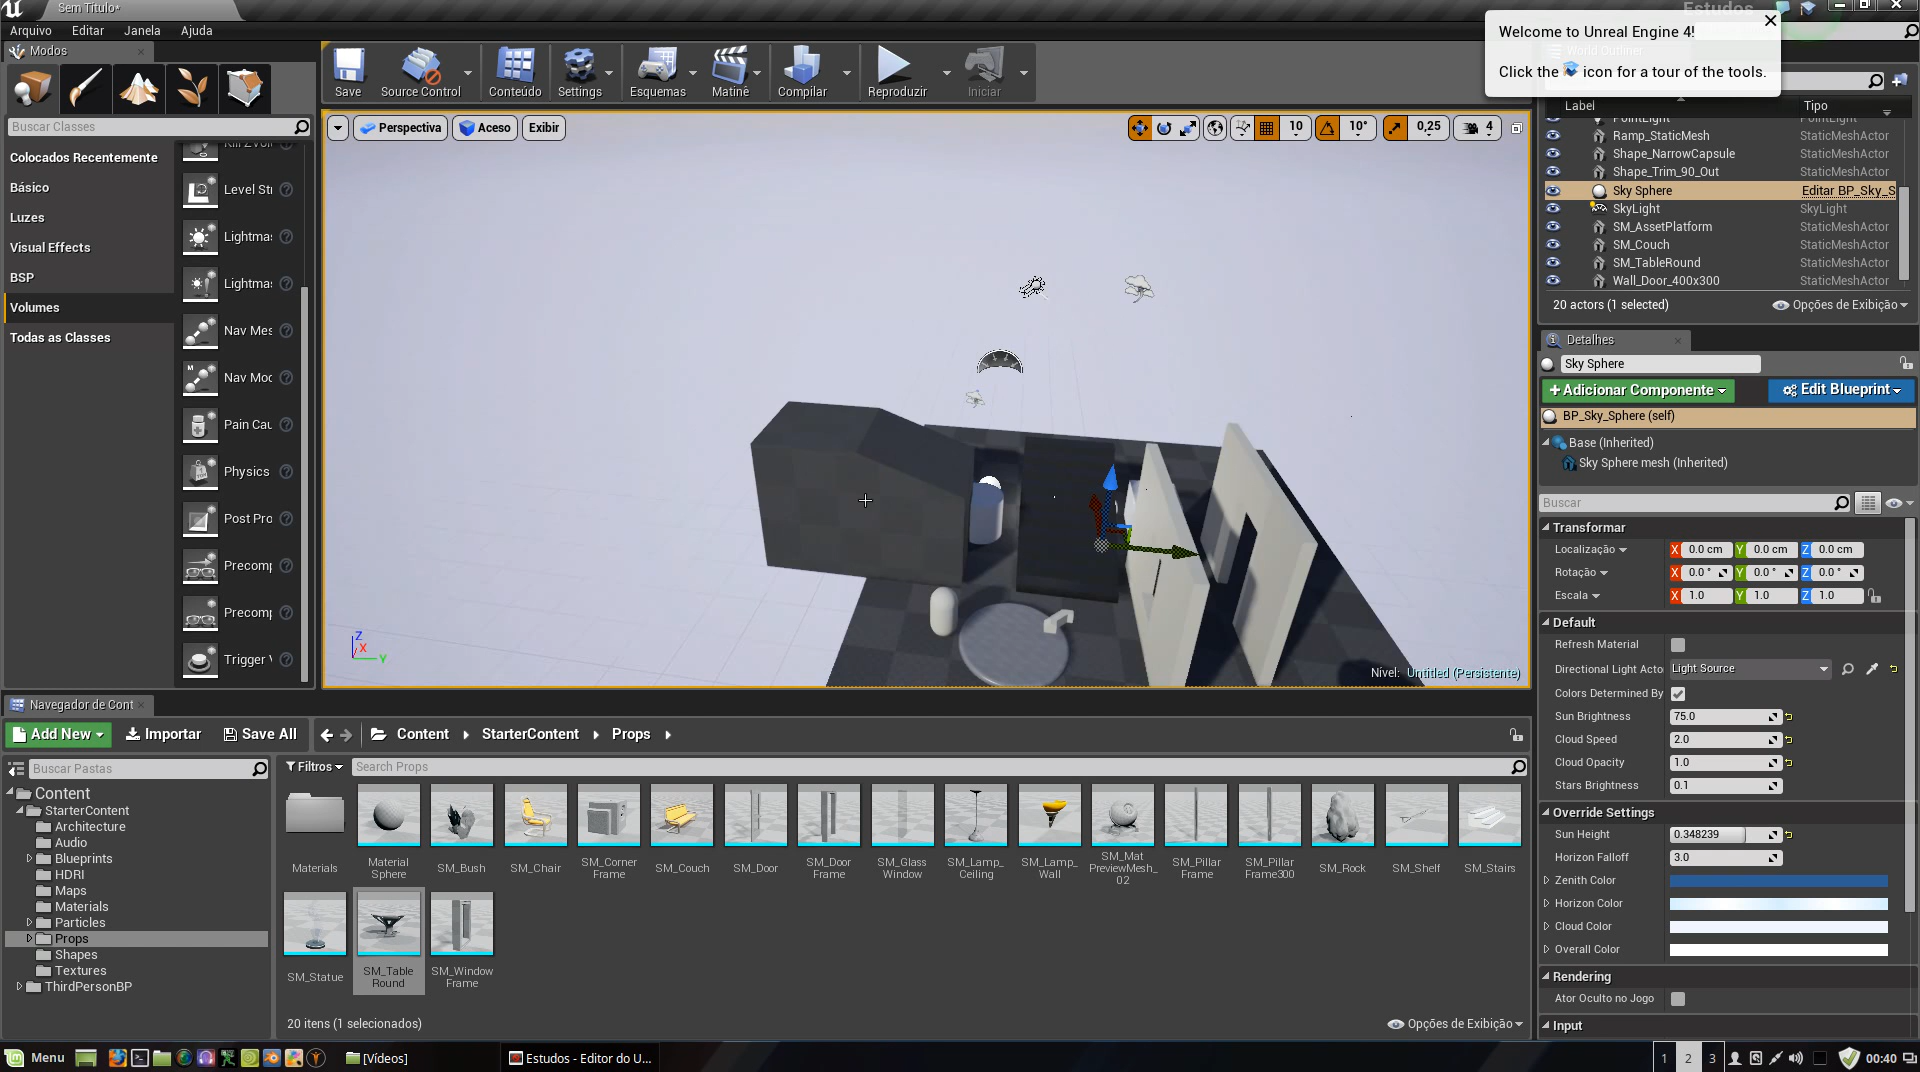 Sem Titulo*
Estudos
Arquivo
Editar
Janela
Ajuda
Modos
Welcome to Unreal Engine 4!
Click the icon for a tour of the tools.
Save
Source Control
Conteúdo
Settings
Esquemas
Matinê
Compilar
Reproduzir
Iniciar
World Outliner
Label
Tipo
Buscar Classes
Perspectiva
Aceso
Exibir
10
10°
0,25
4
Colocados Recentemente
Básico
Luzes
Visual Effects
BSP
Volumes
Todas as Classes
Kill Z Vol
Level Str
Lightmas
Lightmas
Nav Mes
Nav Mod
Pain Cau
Physics
Post Pro
Precomp
Precomp
Trigger V
PointLight
Ramp_StaticMesh StaticMeshActor
Shape_NarrowCapsule StaticMeshActor
Shape_Trim_90_Out StaticMeshActor
Sky Sphere Editar BP_Sky_S
SkyLight SkyLight
SM_AssetPlatform StaticMeshActor
SM_Couch StaticMeshActor
SM_TableRound StaticMeshActor
Wall_Door_400x300 StaticMeshActor
20 actors (1 selected)
Opções de Exibição
Detalhes
Sky Sphere
+Adicionar Componente
Edit Blueprint
BP_Sky_Sphere (self)
Base (Inherited)
Sky Sphere mesh (Inherited)
Buscar
Transformar
Localização X 0.0 cm Y 0.0 cm Z 0.0 cm
Rotação X 0.0 ° Y 0.0 ° Z 0.0 °
Escala X 1.0 Y 1.0 Z 1.0
Default
Refresh Material
Directional Light Acto Light Source
Colors Determined By
Sun Brightness 75.0
Cloud Speed 2.0
Cloud Opacity 1.0
Stars Brightness 0.1
Override Settings
Sun Height 0.348239
Horizon Falloff 3.0
Zenith Color
Horizon Color
Cloud Color
Overall Color
Rendering
Ator Oculto no Jogo
Input
Z
X
Y
Nível: Untitled (Persistente)
Navegador de Cont
Add New
Importar
Save All
Content
StarterContent
Props
Buscar Pastas
Filtros
Search Props
Content
StarterContent
Architecture
Audio
Blueprints
HDRI
Maps
Materials
Particles
Props
Shapes
Textures
ThirdPersonBP
Materials
Material
Sphere
SM_Bush
SM_Chair
SM_Corner
Frame
SM_Couch
SM_Door
SM_Door
Frame
SM_Glass
Window
SM_Lamp_
Ceiling
SM_Lamp_
Wall
SM_Mat
PreviewMesh_
02
SM_Pillar
Frame
SM_Pillar
Frame300
SM_Rock
SM_Shelf
SM_Stairs
SM_Statue
SM_Table
Round
SM_Window
Frame
20 itens (1 selecionados)
Opções de Exibição
Menu
[Vídeos]
Estudos - Editor do U...
1
2
3
00:40